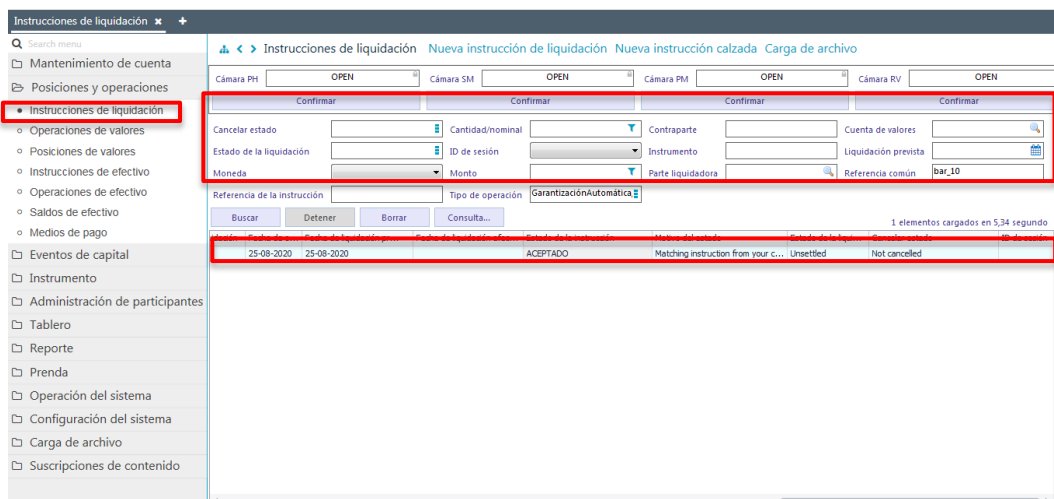 Instrucciones de liquidación × +
Search menu
Mantenimiento de cuenta
Posiciones y operaciones
Instrucciones de liquidación
Operaciones de valores
Posiciones de valores
Instrucciones de efectivo
Operaciones de efectivo
Saldos de efectivo
Medios de pago
Eventos de capital
Instrumento
Administración de participantes
Tablero
Reporte
Prenda
Operación del sistema
Configuración del sistema
Carga de archivo
Suscripciones de contenido
Instrucciones de liquidación Nueva instrucción de liquidación Nueva instrucción calzada Carga de archivo
Cámara PH OPEN Cámara SM OPEN Cámara PM OPEN Cámara RV OPEN
Confirmar Confirmar Confirmar Confirmar
Cancelar estado Cantidad/nominal Contraparte Cuenta de valores
Estado de la liquidación ID de sesión Instrumento Liquidación prevista
Moneda Monto Parte liquidadora Referencia común bar_10
Referencia de la instrucción Tipo de operación GarantizaciónAutomática
Buscar Detener Borrar Consulta...
1 elementos cargados en 5,34 segundo
25-08-2020 25-08-2020 ACEPTADO Matching instruction from your c... Unsettled Not cancelled